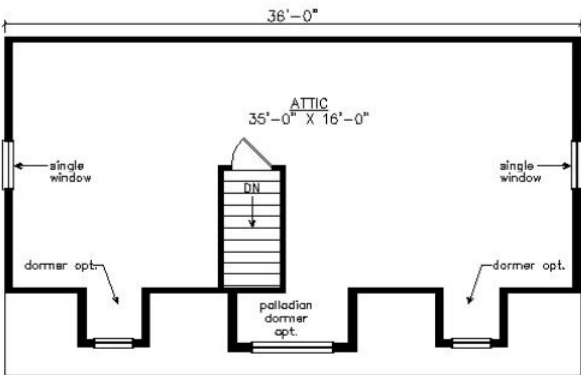 36'-0"
ATTIC
35'-0" X 16'-0"
single
window
single
window
DN
dormer opt.
dormer opt.
palladian
dormer
opt.